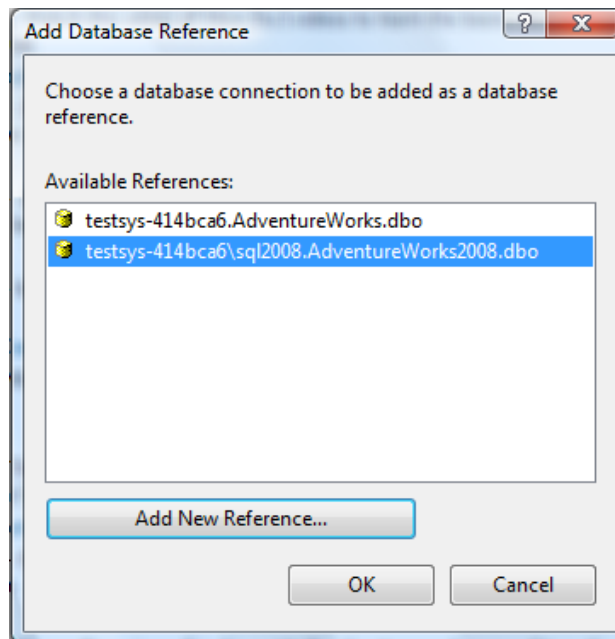 Add Database Reference
Choose a database connection to be added as a database
reference.
Available References:
testsys-414bca6.AdventureWorks.dbo
testsys-414bca6\sql2008.AdventureWorks2008.dbo
Add New Reference...
OK
Cancel